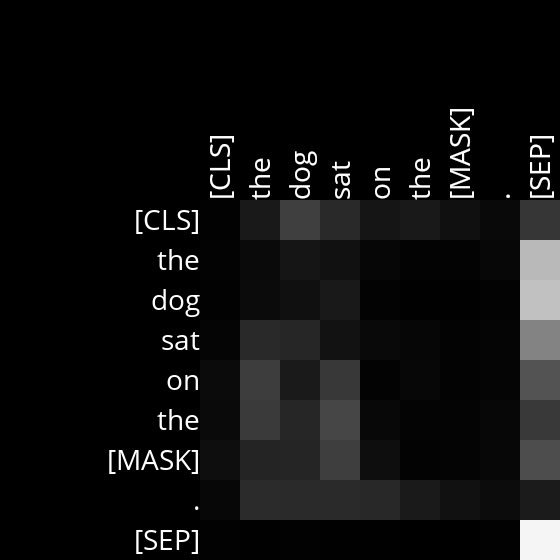 [CLS] the dog sat on the [MASK] . [SEP]
[CLS]
the
dog
sat
on
the
[MASK]
.
[SEP]